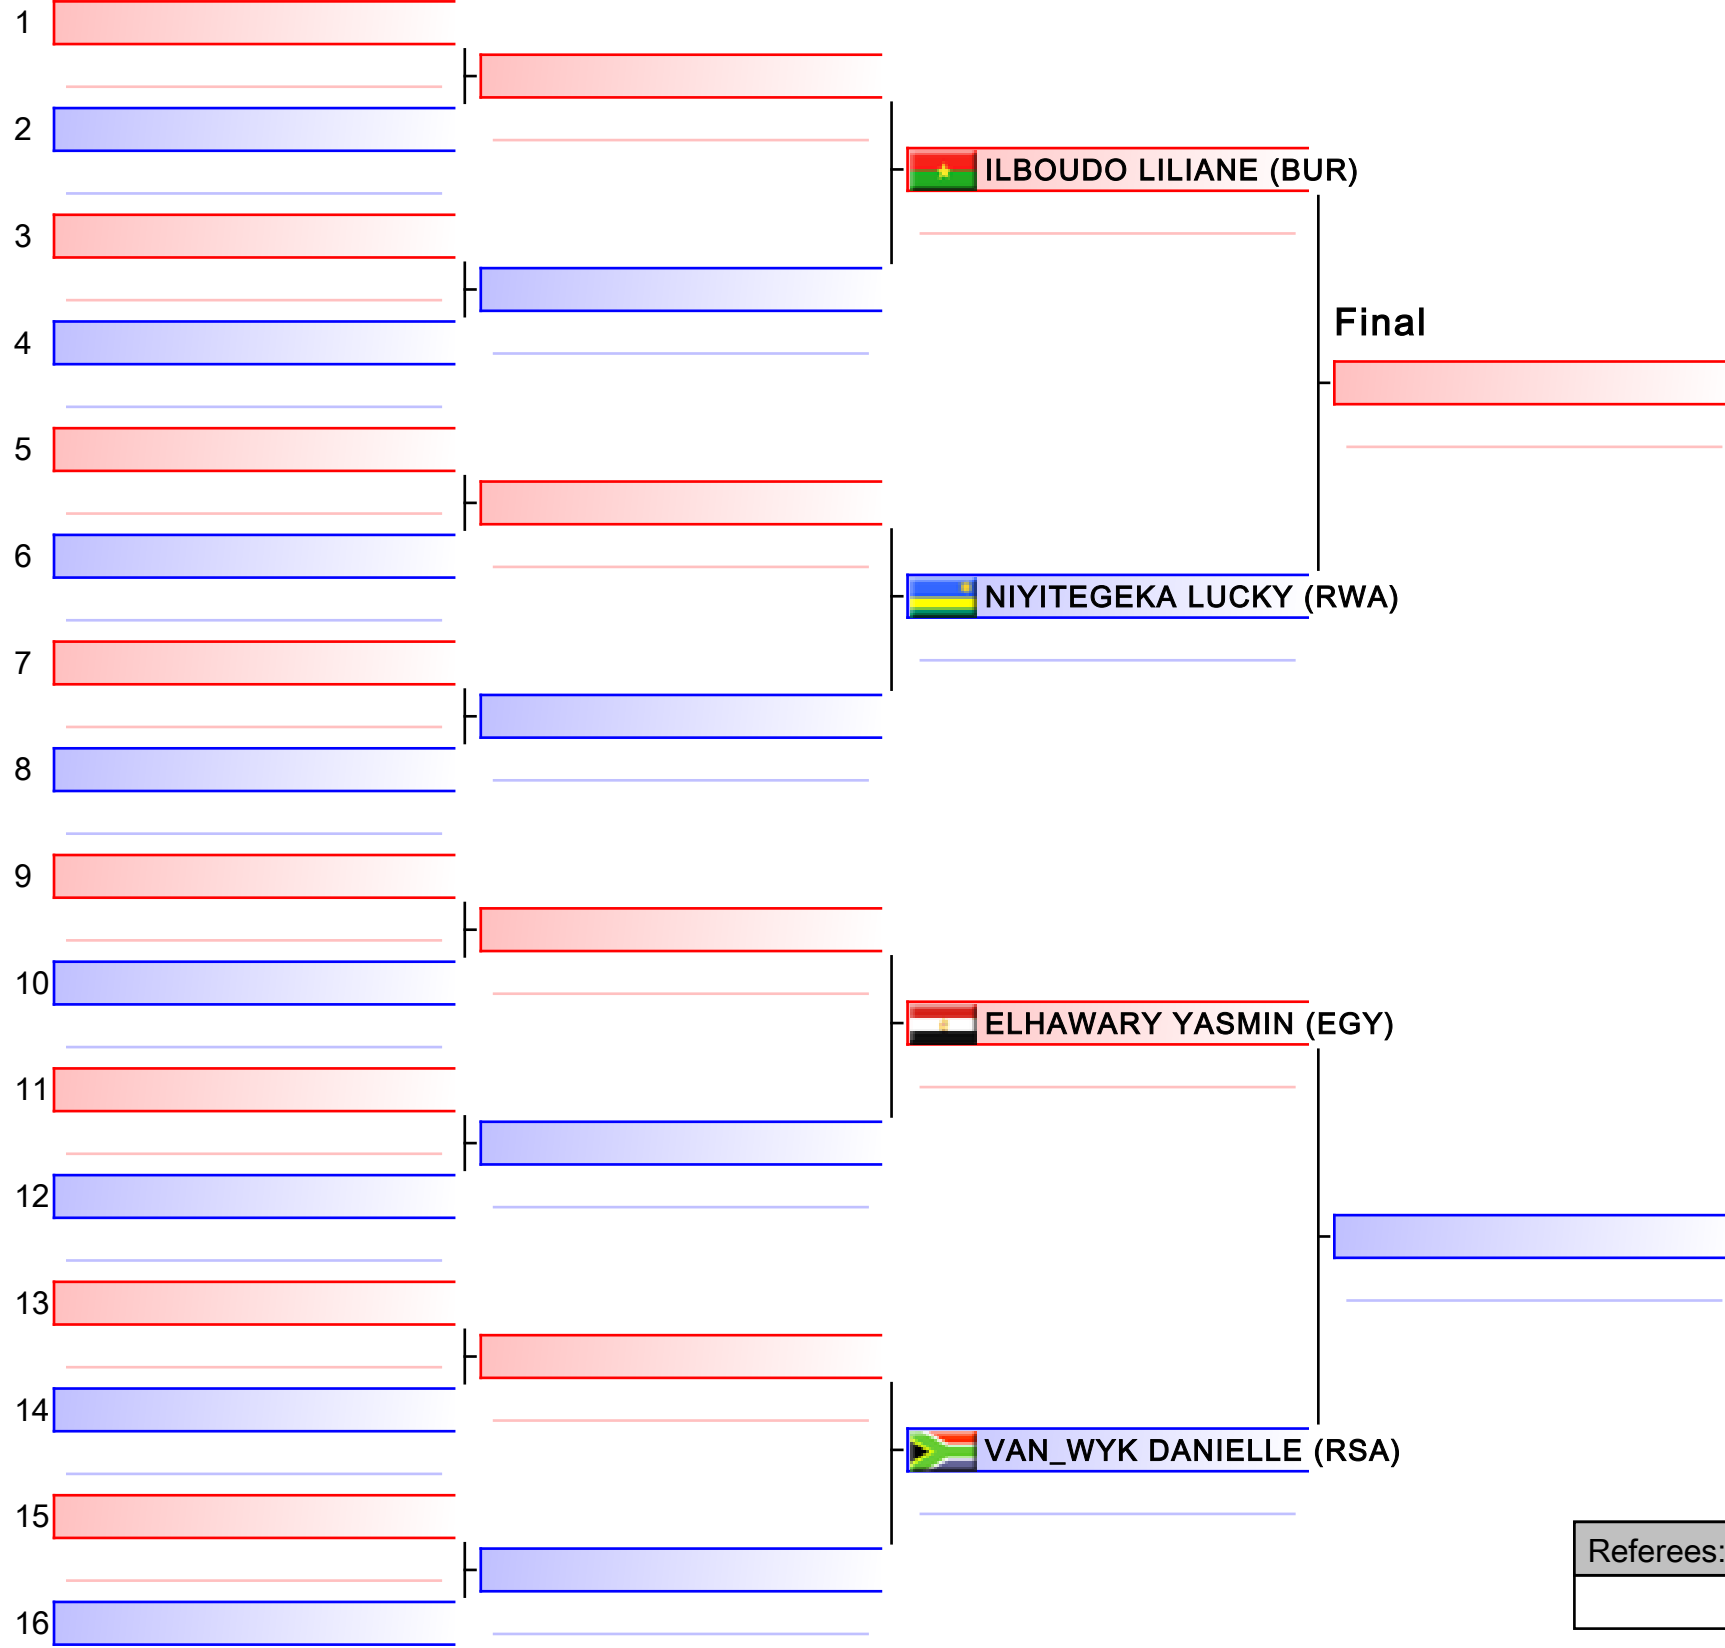 1
2
ILBOUDO LILIANE (BUR)
3
Final
4
5
6
NIYITEGEKA LUCKY (RWA)
7
8
9
10
ELHAWARY YASMIN (EGY)
11
12
13
14
VAN_WYK DANIELLE (RSA)
15
Referees:
16